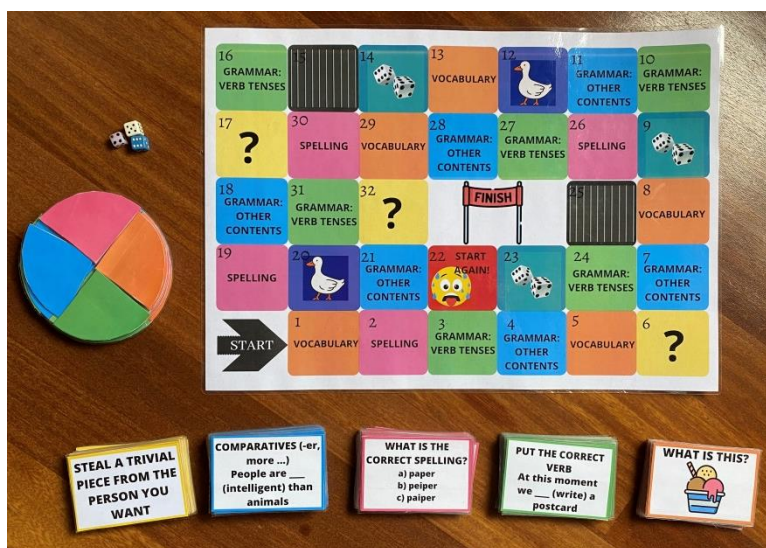 16
GRAMMAR:
VERB TENSES
15
14
13
VOCABULARY
12
11
GRAMMAR:
OTHER
CONTENTS
10
GRAMMAR:
VERB TENSES
17
?
30
SPELLING
29
VOCABULARY
28
GRAMMAR:
OTHER
CONTENTS
27
GRAMMAR:
VERB TENSES
26
SPELLING
9
18
GRAMMAR:
OTHER
CONTENTS
31
GRAMMAR:
VERB TENSES
32
?
FINISH
25
8
VOCABULARY
19
SPELLING
20
21
GRAMMAR:
OTHER
CONTENTS
22 START
AGAIN!
23
24
GRAMMAR:
VERB TENSES
7
GRAMMAR:
OTHER
CONTENTS
START
1
VOCABULARY
2
SPELLING
3
GRAMMAR:
VERB TENSES
4
GRAMMAR:
OTHER
CONTENTS
5
VOCABULARY
6
?
STEAL A TRIVIAL
PIECE FROM THE
PERSON YOU
WANT
COMPARATIVES (-er,
more ...)
People are ___
(intelligent) than
animals
WHAT IS THE
CORRECT SPELLING?
a) paper
b) peiper
c) paiper
PUT THE CORRECT
VERB
At this moment
we ___ (write) a
postcard
WHAT IS THIS?